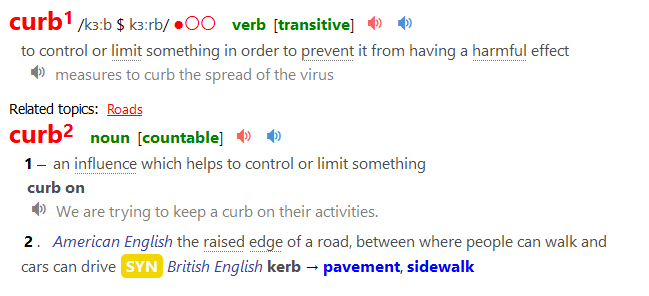 curb1 /kɜːb $ kɜːrb/ ●○○ verb [transitive]
to control or limit something in order to prevent it from having a harmful effect
measures to curb the spread of the virus
Related topics: Roads
curb2 noun [countable]
1 – an influence which helps to control or limit something
curb on
We are trying to keep a curb on their activities.
2 . American English the raised edge of a road, between where people can walk and
cars can drive SYN British English kerb → pavement, sidewalk